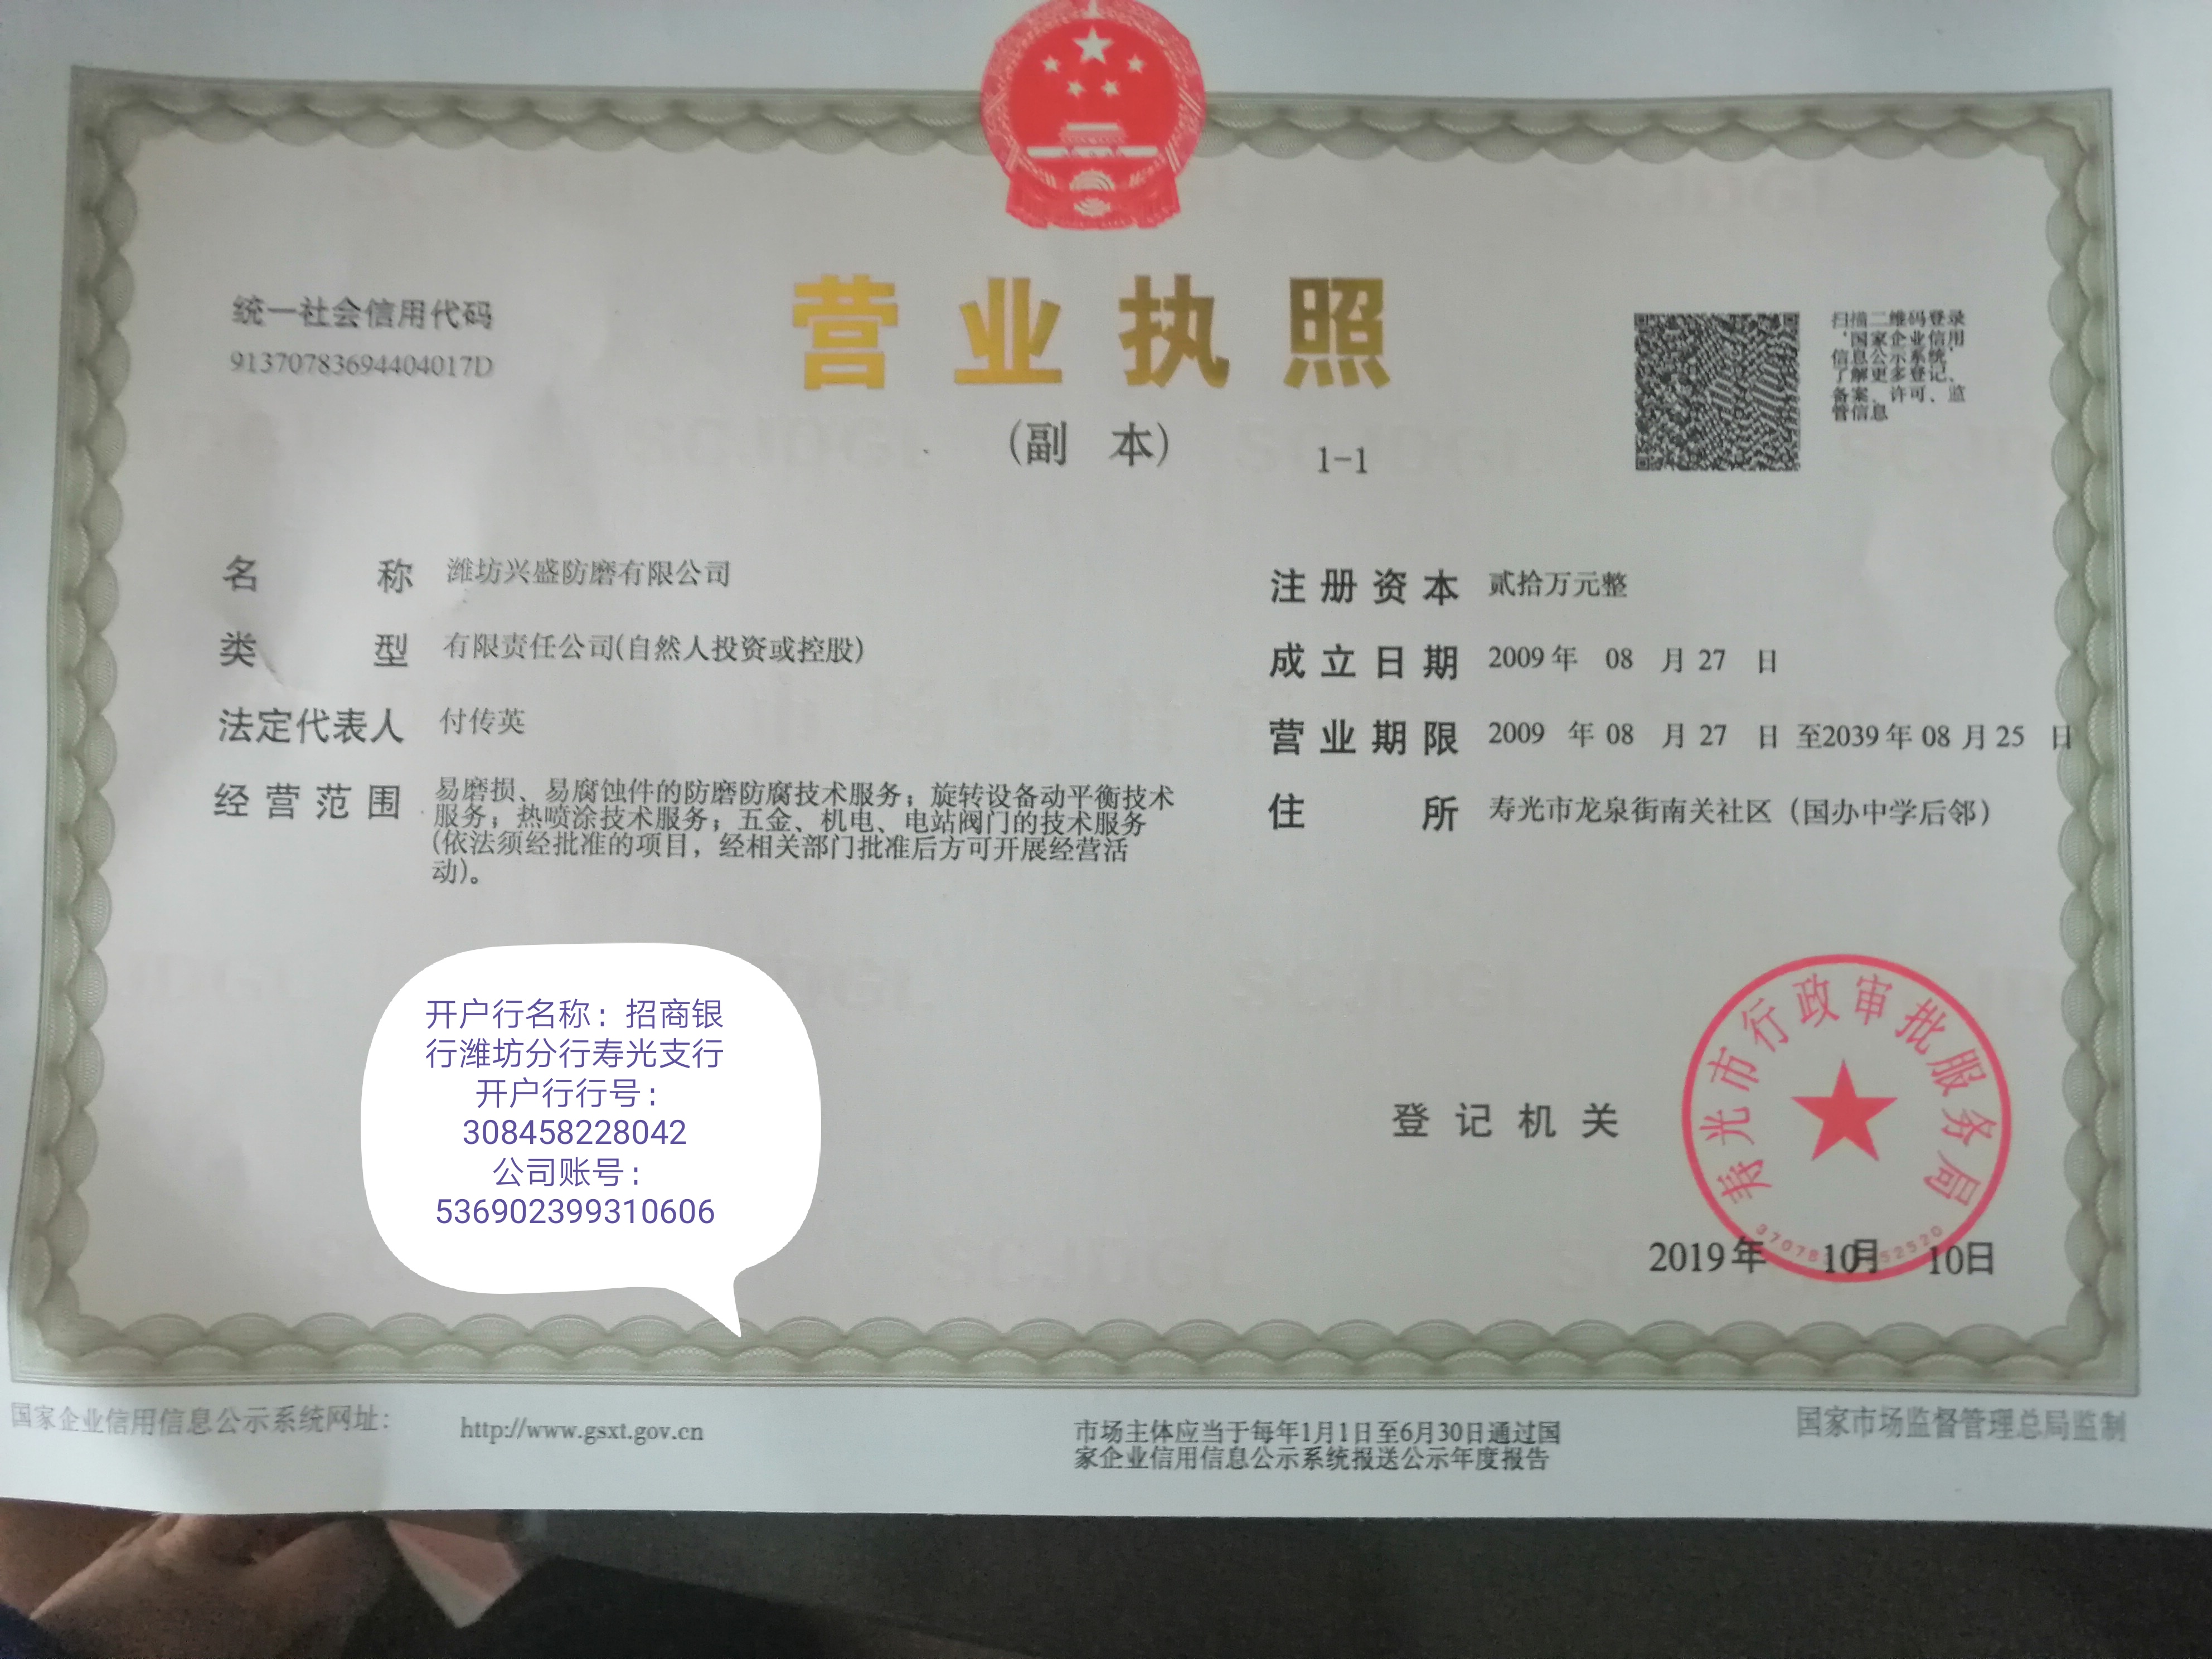 统一社会信用代码
91370783694404017D
营业执照
(副 本)
1-1
扫描二维码登录
‘国家企业信用
信息公示系统’
了解更多登记、
备案、许可、监
管信息
名 称 潍坊兴盛防磨有限公司
类 型 有限责任公司(自然人投资或控股)
法定代表人 付传英
经营范围 易磨损、易腐蚀件的防磨防腐技术服务；旋转设备动平衡技术
服务；热喷涂技术服务；五金、机电、电站阀门的技术服务
(依法须经批准的项目，经相关部门批准后方可开展经营活
动)。
注册资本 贰拾万元整
成立日期 2009 年 08 月 27 日
营业期限 2009 年 08 月 27 日 至2039 年 08 月 25 日
住 所 寿光市龙泉街南关社区（国办中学后邻）
开户行名称：招商银
行潍坊分行寿光支行
开户行行号：
308458228042
公司账号：
536902399310606
登记机关
寿光市行政审批服务局
2019 年 10月 10日
国家企业信用信息公示系统网址： http://www.gsxt.gov.cn
市场主体应当于每年1月1日至6月30日通过国
家企业信用信息公示系统报送公示年度报告
国家市场监督管理总局监制